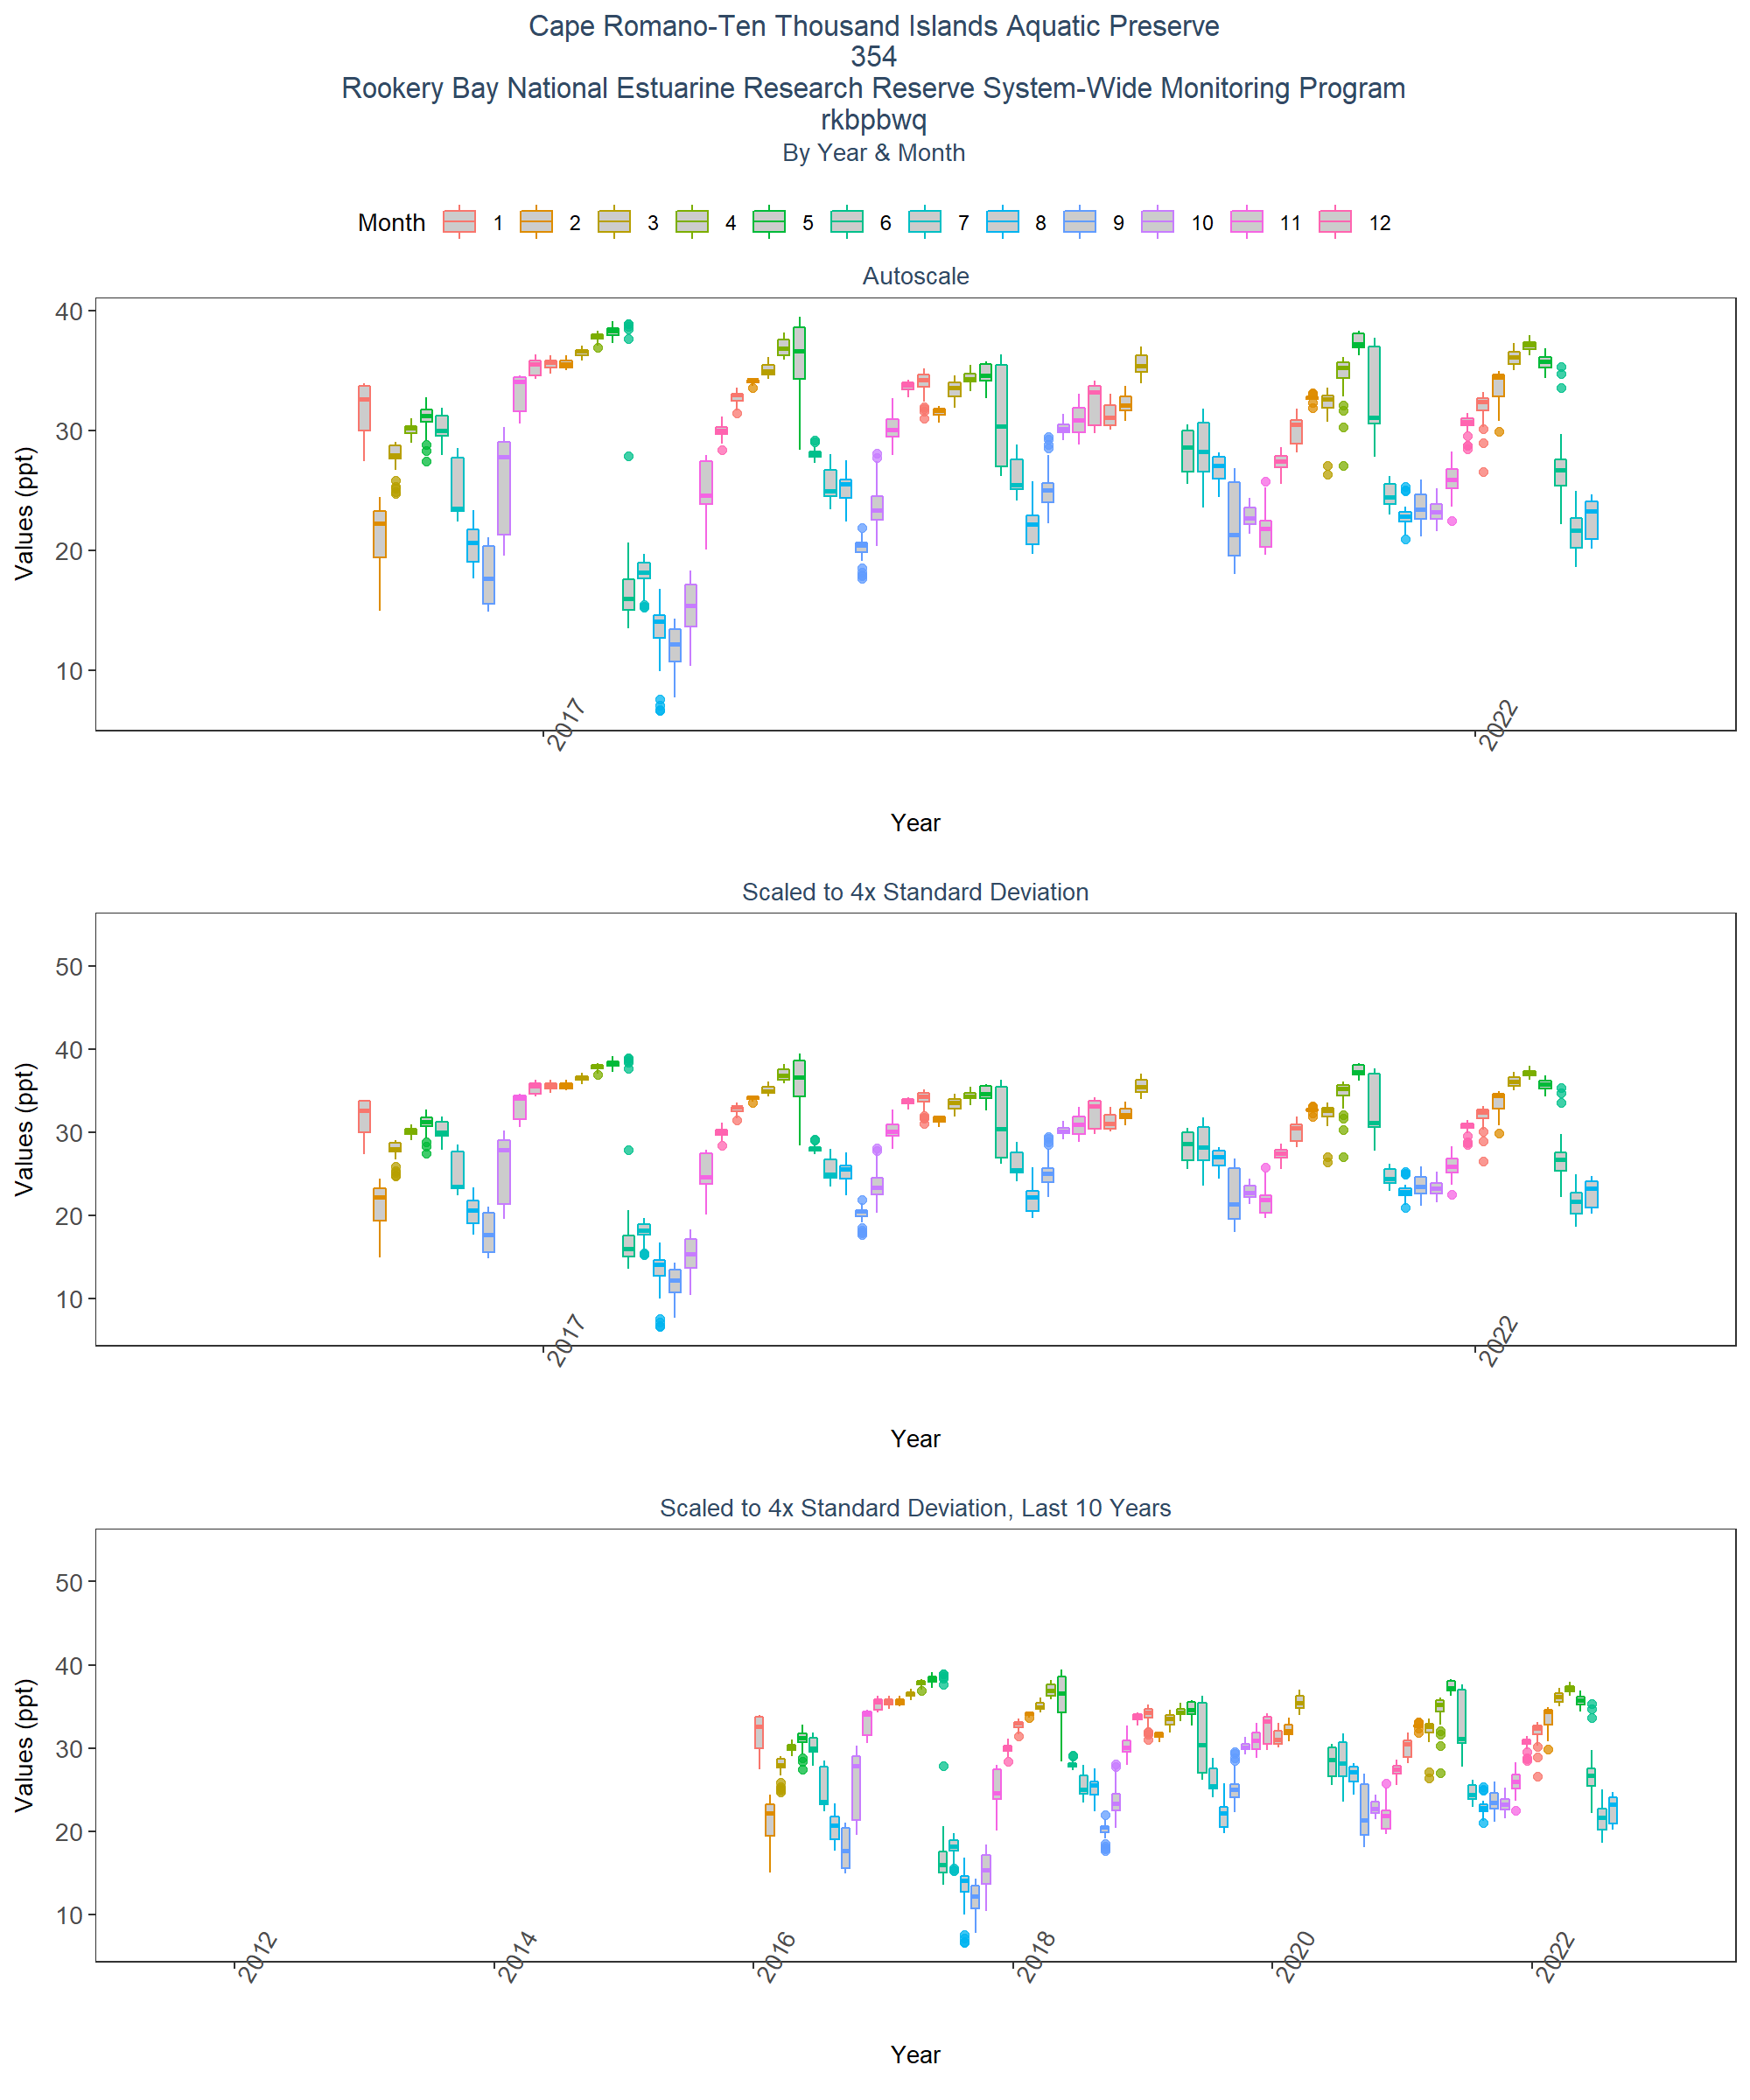 Cape Romano-Ten Thousand Islands Aquatic Preserve
354
Rookery Bay National Estuarine Research Reserve System-Wide Monitoring Program
rkbpbwq
By Year & Month
Month 1 2 3 4 5 6 7 8 9 10 11 12
Autoscale
40
30
20
10
Values (ppt)
2017 2022
Year
Scaled to 4x Standard Deviation
50
40
30
20
10
Values (ppt)
2017 2022
Year
Scaled to 4x Standard Deviation, Last 10 Years
50
40
30
20
10
Values (ppt)
2012 2014 2016 2018 2020 2022
Year